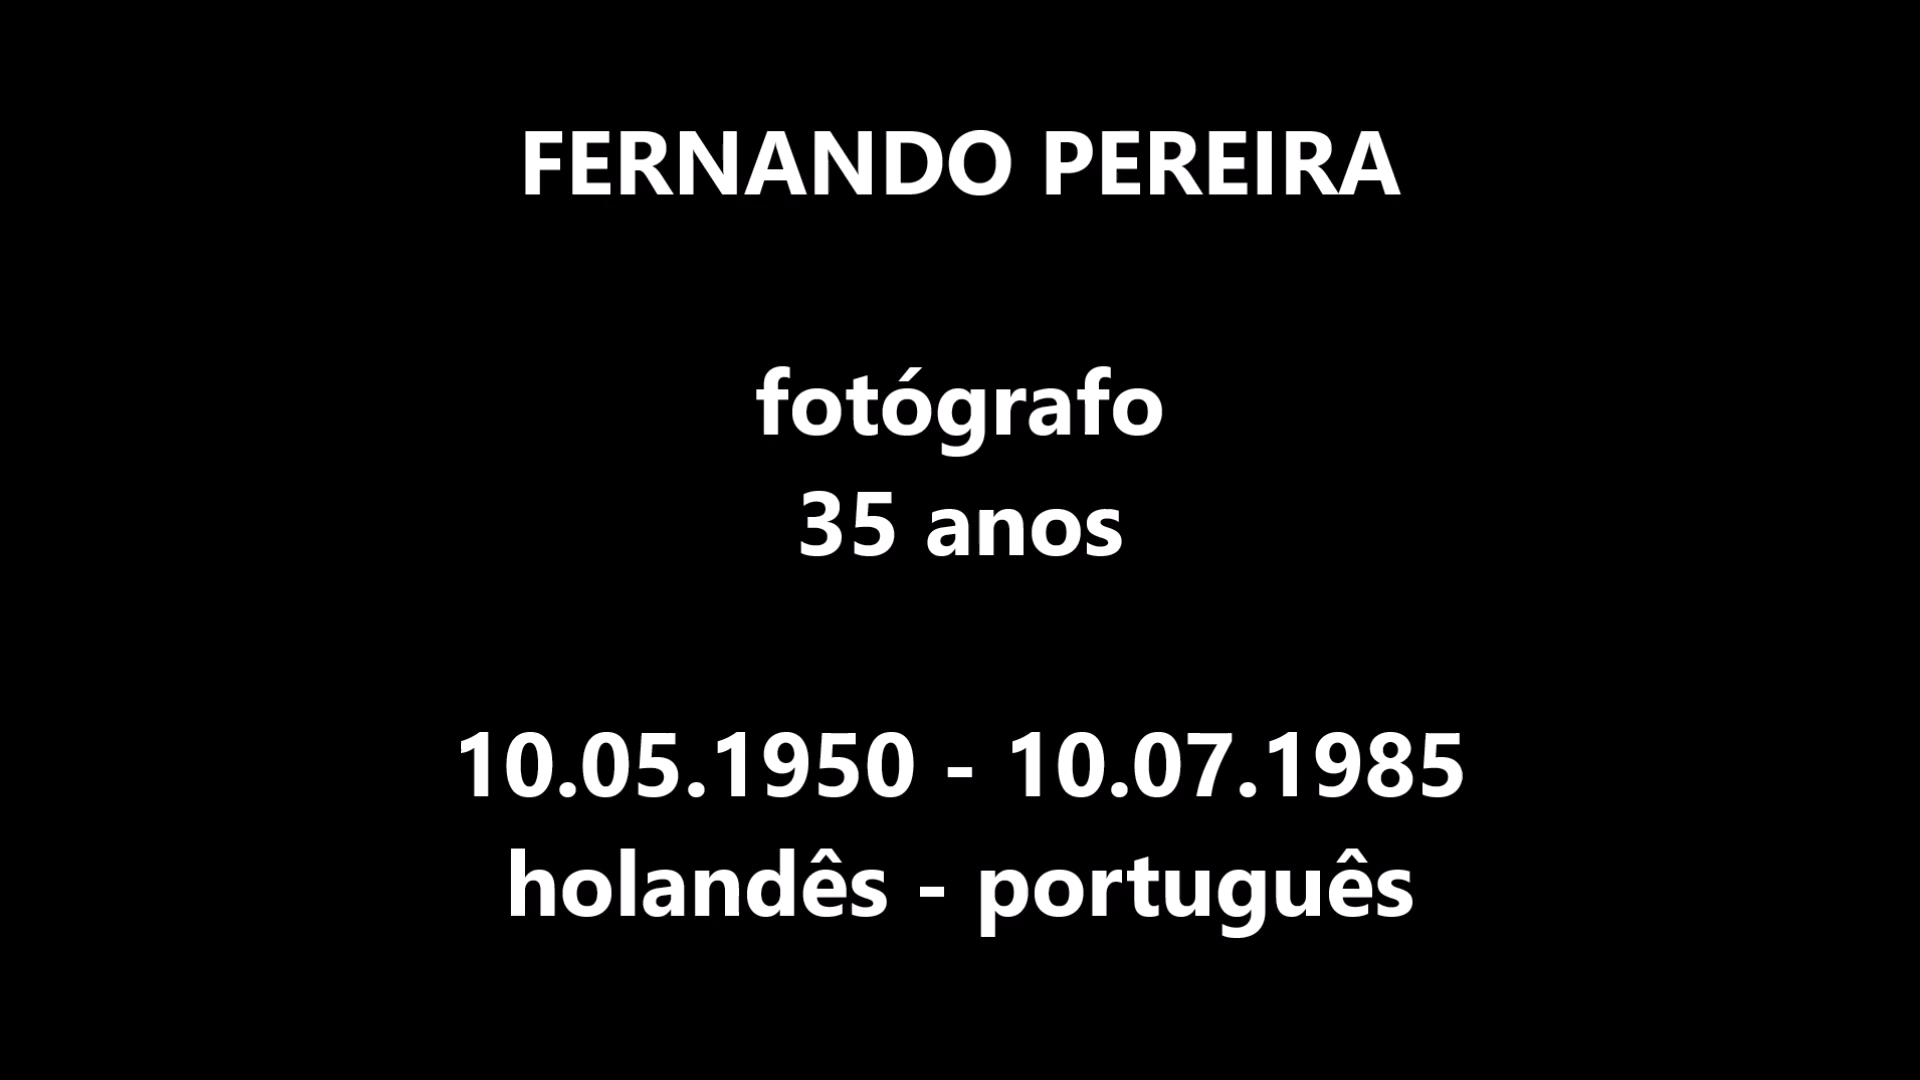 FERNANDO PEREIRA
fotógrafo
35 anos
10.05.1950 - 10.07.1985
holandês - português